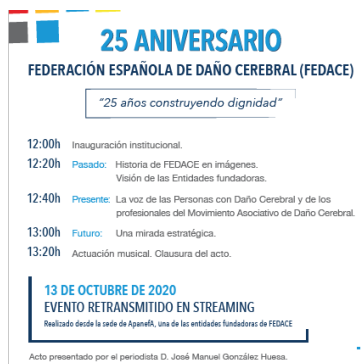 25 ANIVERSARIO
FEDERACIÓN ESPAÑOLA DE DAÑO CEREBRAL (FEDACE)
"25 años construyendo dignidad"
12:00h Inauguración institucional.
12:20h Pasado: Historia de FEDACE en imágenes.
Visión de las Entidades fundadoras.
12:40h Presente: La voz de las Personas con Daño Cerebral y de los
profesionales del Movimiento Asociativo de Daño Cerebral.
13:00h Futuro: Una mirada estratégica.
13:20h Actuación musical. Clausura del acto.
13 DE OCTUBRE DE 2020
EVENTO RETRANSMITIDO EN STREAMING
Realizado desde la sede de ApanefA, una de las entidades fundadoras de FEDACE
Acto presentado por el periodista D. José Manuel González Huesa.